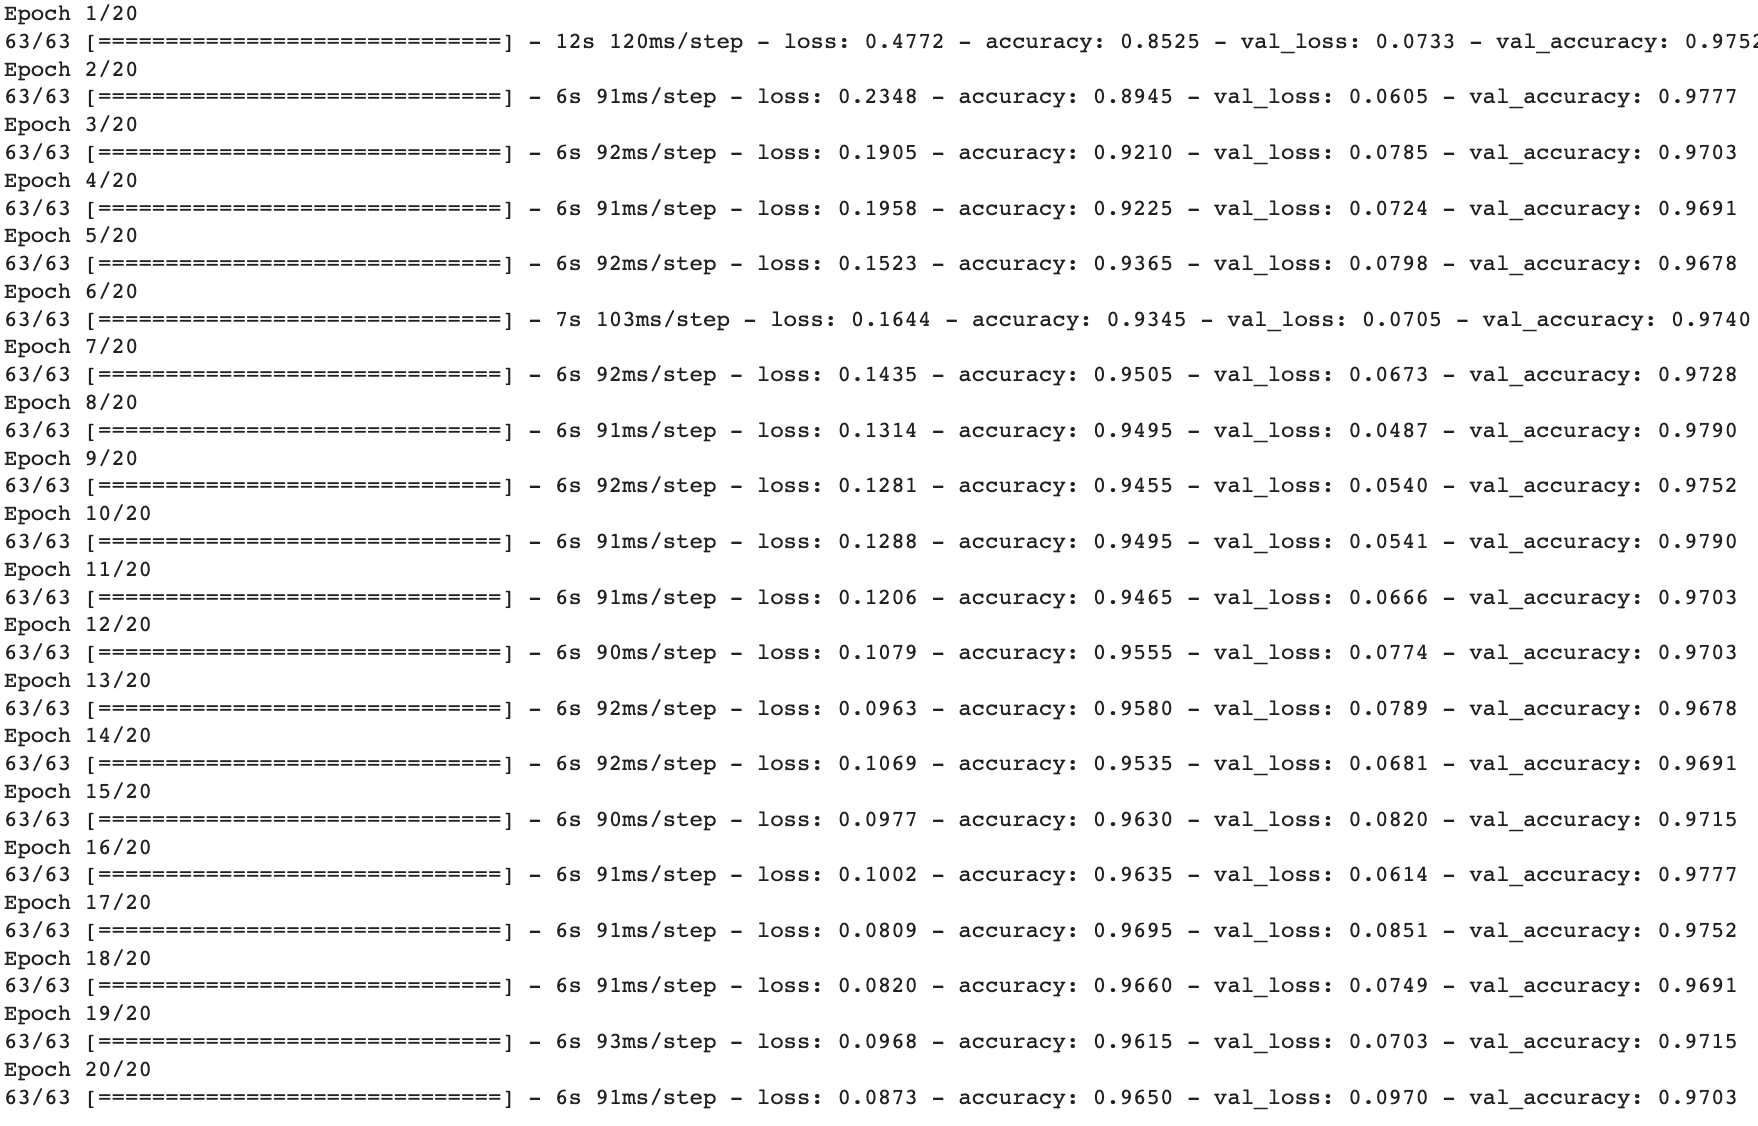 Epoch 1/20
63/63 [==============================] - 12s 120ms/step - loss: 0.4772 - accuracy: 0.8525 - val_loss: 0.0733 - val_accuracy: 0.9752
Epoch 2/20
63/63 [==============================] - 6s 91ms/step - loss: 0.2348 - accuracy: 0.8945 - val_loss: 0.0605 - val_accuracy: 0.9777
Epoch 3/20
63/63 [==============================] - 6s 92ms/step - loss: 0.1905 - accuracy: 0.9210 - val_loss: 0.0785 - val_accuracy: 0.9703
Epoch 4/20
63/63 [==============================] - 6s 91ms/step - loss: 0.1958 - accuracy: 0.9225 - val_loss: 0.0724 - val_accuracy: 0.9691
Epoch 5/20
63/63 [==============================] - 6s 92ms/step - loss: 0.1523 - accuracy: 0.9365 - val_loss: 0.0798 - val_accuracy: 0.9678
Epoch 6/20
63/63 [==============================] - 7s 103ms/step - loss: 0.1644 - accuracy: 0.9345 - val_loss: 0.0705 - val_accuracy: 0.9740
Epoch 7/20
63/63 [==============================] - 6s 92ms/step - loss: 0.1435 - accuracy: 0.9505 - val_loss: 0.0673 - val_accuracy: 0.9728
Epoch 8/20
63/63 [==============================] - 6s 91ms/step - loss: 0.1314 - accuracy: 0.9495 - val_loss: 0.0487 - val_accuracy: 0.9790
Epoch 9/20
63/63 [==============================] - 6s 92ms/step - loss: 0.1281 - accuracy: 0.9455 - val_loss: 0.0540 - val_accuracy: 0.9752
Epoch 10/20
63/63 [==============================] - 6s 91ms/step - loss: 0.1288 - accuracy: 0.9495 - val_loss: 0.0541 - val_accuracy: 0.9790
Epoch 11/20
63/63 [==============================] - 6s 91ms/step - loss: 0.1206 - accuracy: 0.9465 - val_loss: 0.0666 - val_accuracy: 0.9703
Epoch 12/20
63/63 [==============================] - 6s 90ms/step - loss: 0.1079 - accuracy: 0.9555 - val_loss: 0.0774 - val_accuracy: 0.9703
Epoch 13/20
63/63 [==============================] - 6s 92ms/step - loss: 0.0963 - accuracy: 0.9580 - val_loss: 0.0789 - val_accuracy: 0.9678
Epoch 14/20
63/63 [==============================] - 6s 92ms/step - loss: 0.1069 - accuracy: 0.9535 - val_loss: 0.0681 - val_accuracy: 0.9691
Epoch 15/20
63/63 [==============================] - 6s 90ms/step - loss: 0.0977 - accuracy: 0.9630 - val_loss: 0.0820 - val_accuracy: 0.9715
Epoch 16/20
63/63 [==============================] - 6s 91ms/step - loss: 0.1002 - accuracy: 0.9635 - val_loss: 0.0614 - val_accuracy: 0.9777
Epoch 17/20
63/63 [==============================] - 6s 91ms/step - loss: 0.0809 - accuracy: 0.9695 - val_loss: 0.0851 - val_accuracy: 0.9752
Epoch 18/20
63/63 [==============================] - 6s 91ms/step - loss: 0.0820 - accuracy: 0.9660 - val_loss: 0.0749 - val_accuracy: 0.9691
Epoch 19/20
63/63 [==============================] - 6s 93ms/step - loss: 0.0968 - accuracy: 0.9615 - val_loss: 0.0703 - val_accuracy: 0.9715
Epoch 20/20
63/63 [==============================] - 6s 91ms/step - loss: 0.0873 - accuracy: 0.9650 - val_loss: 0.0970 - val_accuracy: 0.9703